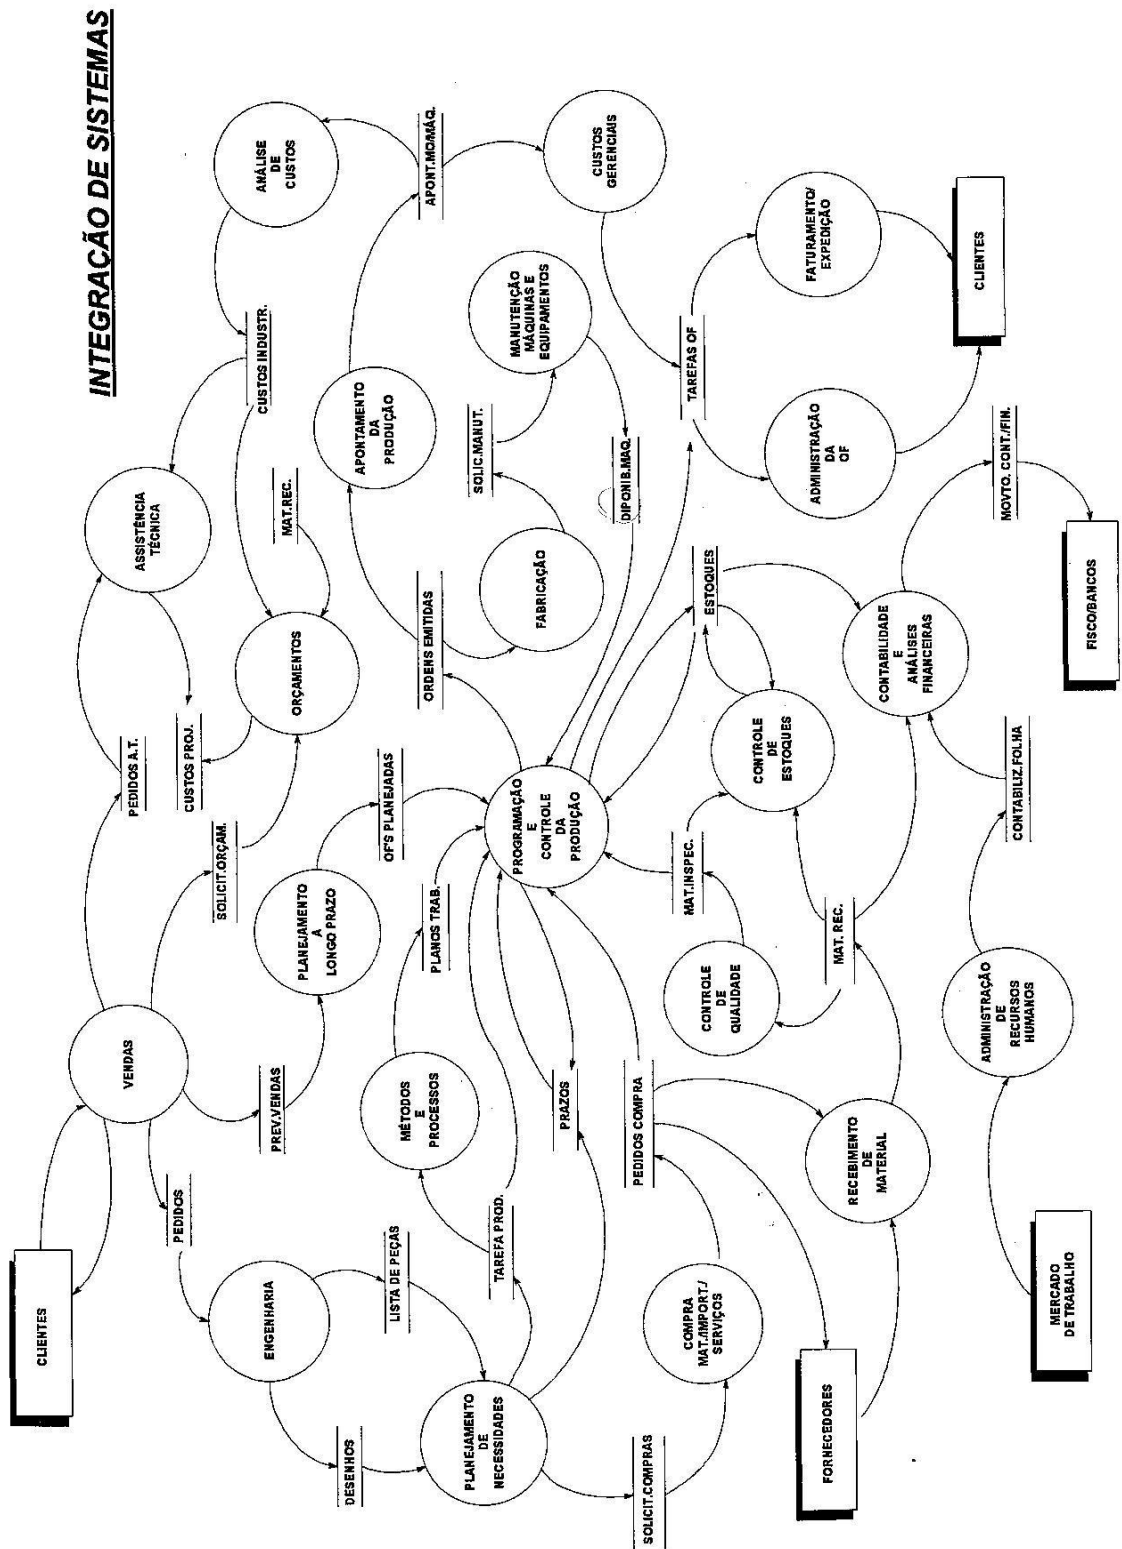 INTEGRAÇÃO DE SISTEMAS
CLIENTES
VENDAS
PEDIDOS A.T.
ASSISTÊNCIA
TÉCNICA
CUSTOS PROJ.
SOLICIT.ORÇAM.
ORÇAMENTOS
MAT.REC.
CUSTOS INDUSTR.
ANÁLISE
DE
CUSTOS
PEDIDOS
PREV.VENDAS
PLANEJAMENTO
A
LONGO PRAZO
OF'S PLANEJADAS
ORDENS EMITIDAS
APONTAMENTO
DA
PRODUÇÃO
APONT.MO/MÁQ.
ENGENHARIA
LISTA DE PEÇAS
MÉTODOS
E
PROCESSOS
PLANOS TRAB.
FABRICAÇÃO
SOLIC.MANUT.
MANUTENÇÃO
MÁQUINAS E
EQUIPAMENTOS
CUSTOS
GERENCIAIS
DESENHOS
PLANEJAMENTO
DE
NECESSIDADES
TAREFA PROD.
PRAZOS
PROGRAMAÇÃO
E
CONTROLE
DA
PRODUÇÃO
DIPONIB.MAQ.
TAREFAS OF
SOLICIT.COMPRAS
COMPRA
MAT./IMPORT./
SERVIÇOS
PEDIDOS COMPRA
CONTROLE
DE
QUALIDADE
MAT.INSPEC.
CONTROLE
DE
ESTOQUES
ESTOQUES
ADMINISTRAÇÃO
DA
OF
FATURAMENTO/
EXPEDIÇÃO
FORNECEDORES
RECEBIMENTO
DE
MATERIAL
MAT. REC.
CONTABILIDADE
E
ANÁLISES
FINANCEIRAS
MOVTO. CONT./FIN.
CLIENTES
MERCADO
DE TRABALHO
ADMINISTRAÇÃO
DE
RECURSOS
HUMANOS
CONTABILIZ.FOLHA
FISCO/BANCOS